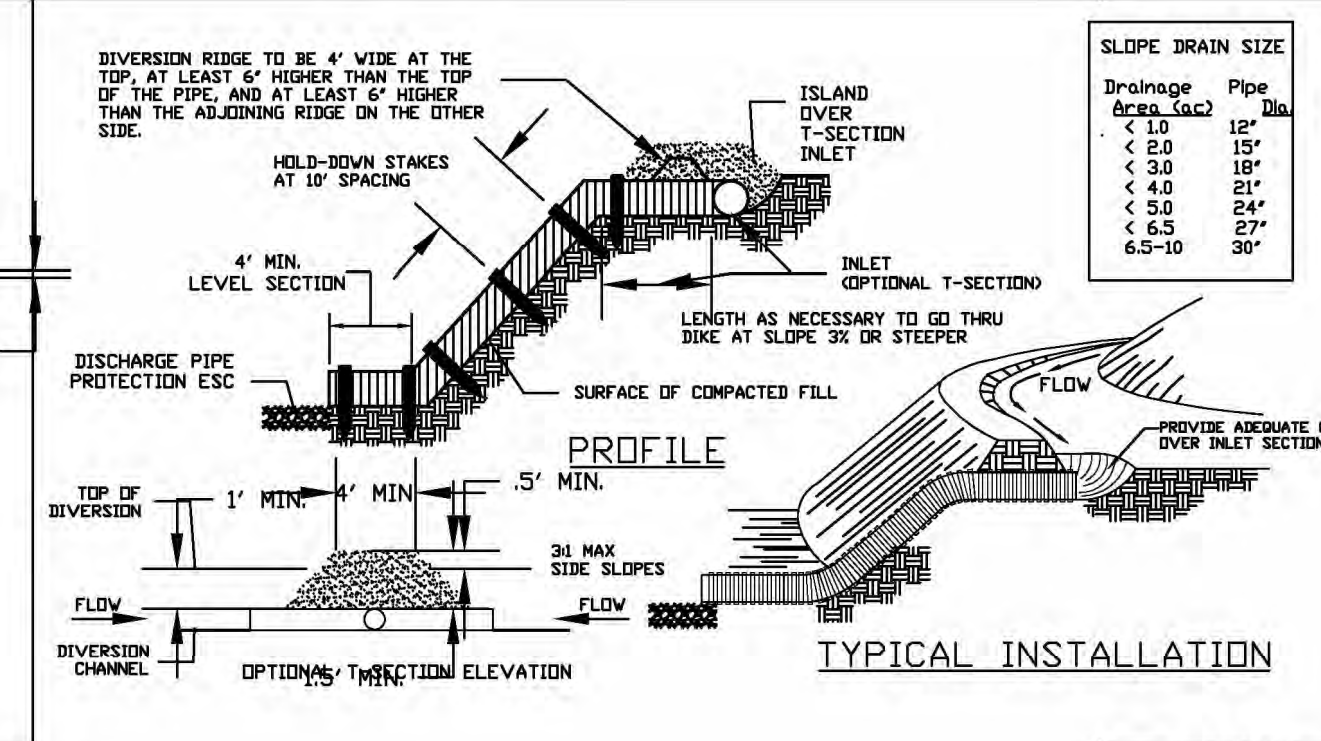 DIVERSION RIDGE TO BE 4' WIDE AT THE
TOP, AT LEAST 6" HIGHER THAN THE TOP
OF THE PIPE, AND AT LEAST 6" HIGHER
THAN THE ADJOINING RIDGE ON THE OTHER
SIDE.
HOLD-DOWN STAKES
AT 10' SPACING
4' MIN.
LEVEL SECTION
DISCHARGE PIPE
PROTECTION ESC
ISLAND
OVER
T-SECTION
INLET
INLET
(OPTIONAL T-SECTION)
LENGTH AS NECESSARY TO GO THRU
DIKE AT SLOPE 3% OR STEEPER
SURFACE OF COMPACTED FILL
PROFILE
SLOPE DRAIN SIZE
Drainage Pipe
Area (ac) Dia.
< 1.0 12"
< 2.0 15"
< 3.0 18"
< 4.0 21"
< 5.0 24"
< 6.5 27"
6.5-10 30"
FLOW
PROVIDE ADEQUATE
OVER INLET SECTION
TYPICAL INSTALLATION
TOP OF
DIVERSION
1' MIN.
4' MIN
.5' MIN.
3:1 MAX
SIDE SLOPES
FLOW
FLOW
DIVERSION
CHANNEL
OPTIONAL T-SECTION ELEVATION
1.5' MIN.